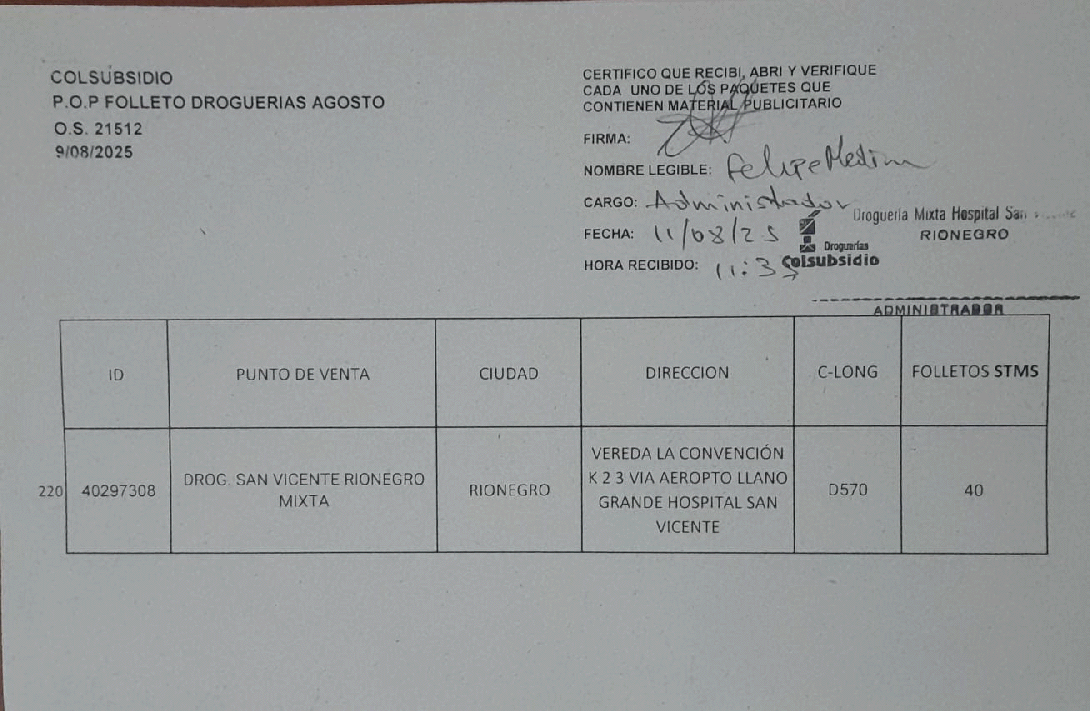 COLSUBSIDIO
P.O.P FOLLETO DROGUERIAS AGOSTO
O.S. 21512
9/08/2025
CERTIFICO QUE RECIBI, ABRI Y VERIFIQUE
CADA UNO DE LOS PAQUETES QUE
CONTIENEN MATERIAL PUBLICITARIO
FIRMA:
NOMBRE LEGIBLE: Felipe Medina
CARGO: Administrador
FECHA: 11/08/25
HORA RECIBIDO: 11:35
Droguería Mixta Hospital San
RIONEGRO
Droguerías
Colsubsidio
ADMINISTRADOR
ID PUNTO DE VENTA CIUDAD DIRECCION C-LONG FOLLETOS STMS
220 40297308
DROG. SAN VICENTE RIONEGRO
MIXTA
RIONEGRO
VEREDA LA CONVENCIÓN
K 2 3 VIA AEROPTO LLANO
GRANDE HOSPITAL SAN
VICENTE
D570
40